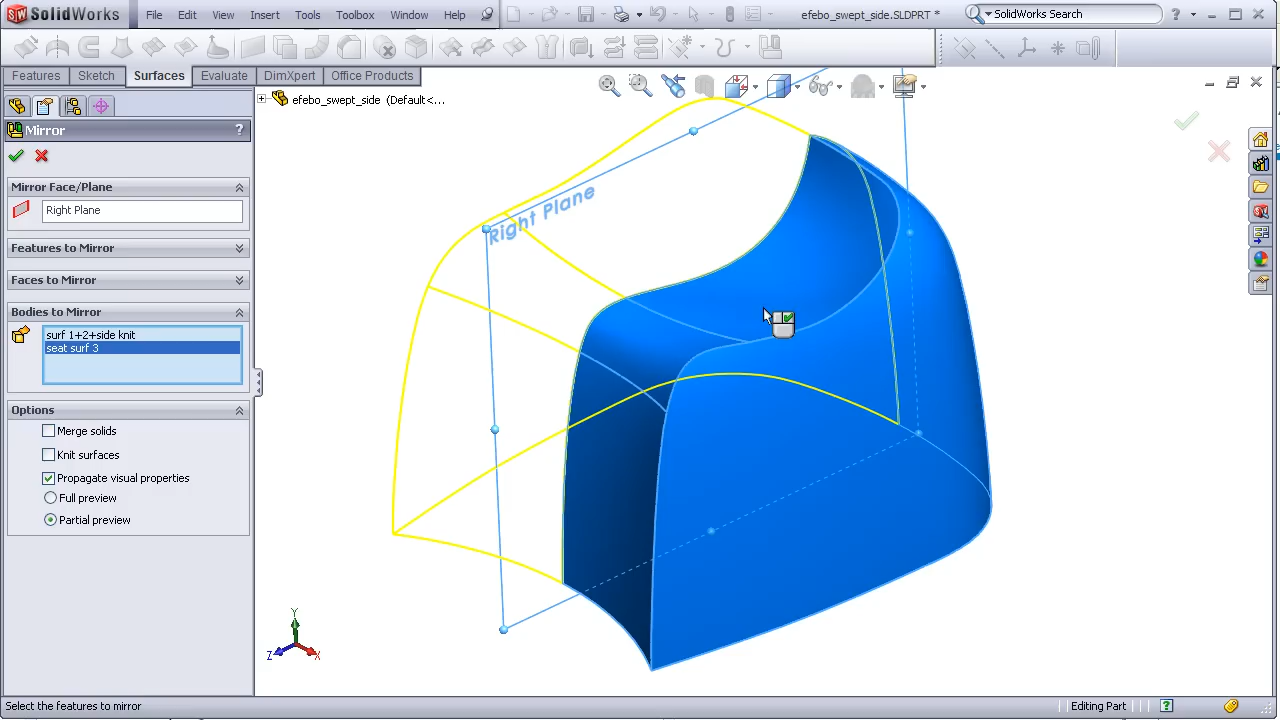 SolidWorks File Edit View Insert Tools Toolbox Window Help efebo_swept_side.SLDPRT * SolidWorks Search ?
Features Sketch Surfaces Evaluate DimXpert Office Products
efebo_swept_side (Default<...
Mirror ?
Mirror Face/Plane
Right Plane
Features to Mirror
Faces to Mirror
Bodies to Mirror
surf 1+2+side knit
seat surf 3
Options
Merge solids
Knit surfaces
Propagate visual properties
Full preview
Partial preview
Right Plane
Y
Z X
Select the features to mirror Editing Part ?